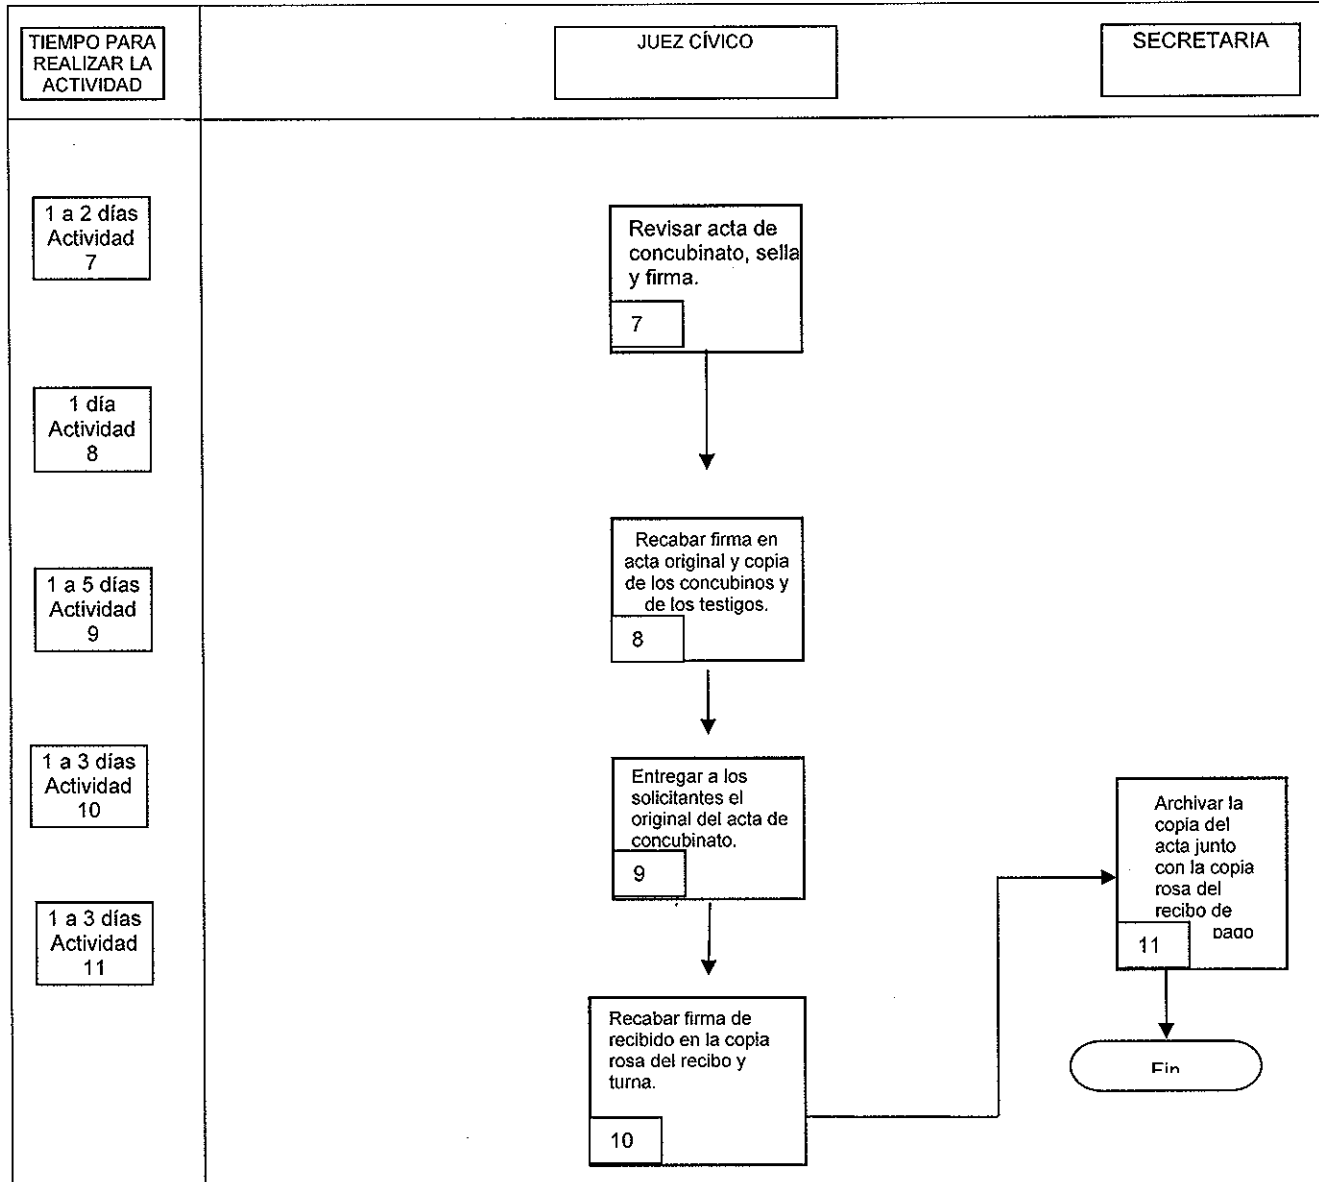 TIEMPO PARA
REALIZAR LA
ACTIVIDAD
JUEZ CÍVICO
SECRETARIA
1 a 2 días
Actividad
7
1 día
Actividad
8
1 a 5 días
Actividad
9
1 a 3 días
Actividad
10
1 a 3 días
Actividad
11
Revisar acta de
concubinato, sella
y firma.
7
Recabar firma en
acta original y copia
de los concubinos y
de los testigos.
8
Entregar a los
solicitantes el
original del acta de
concubinato.
9
Recabar firma de
recibido en la copia
rosa del recibo y
turna.
10
Archivar la
copia del
acta junto
con la copia
rosa del
recibo de
pago
11
Fin